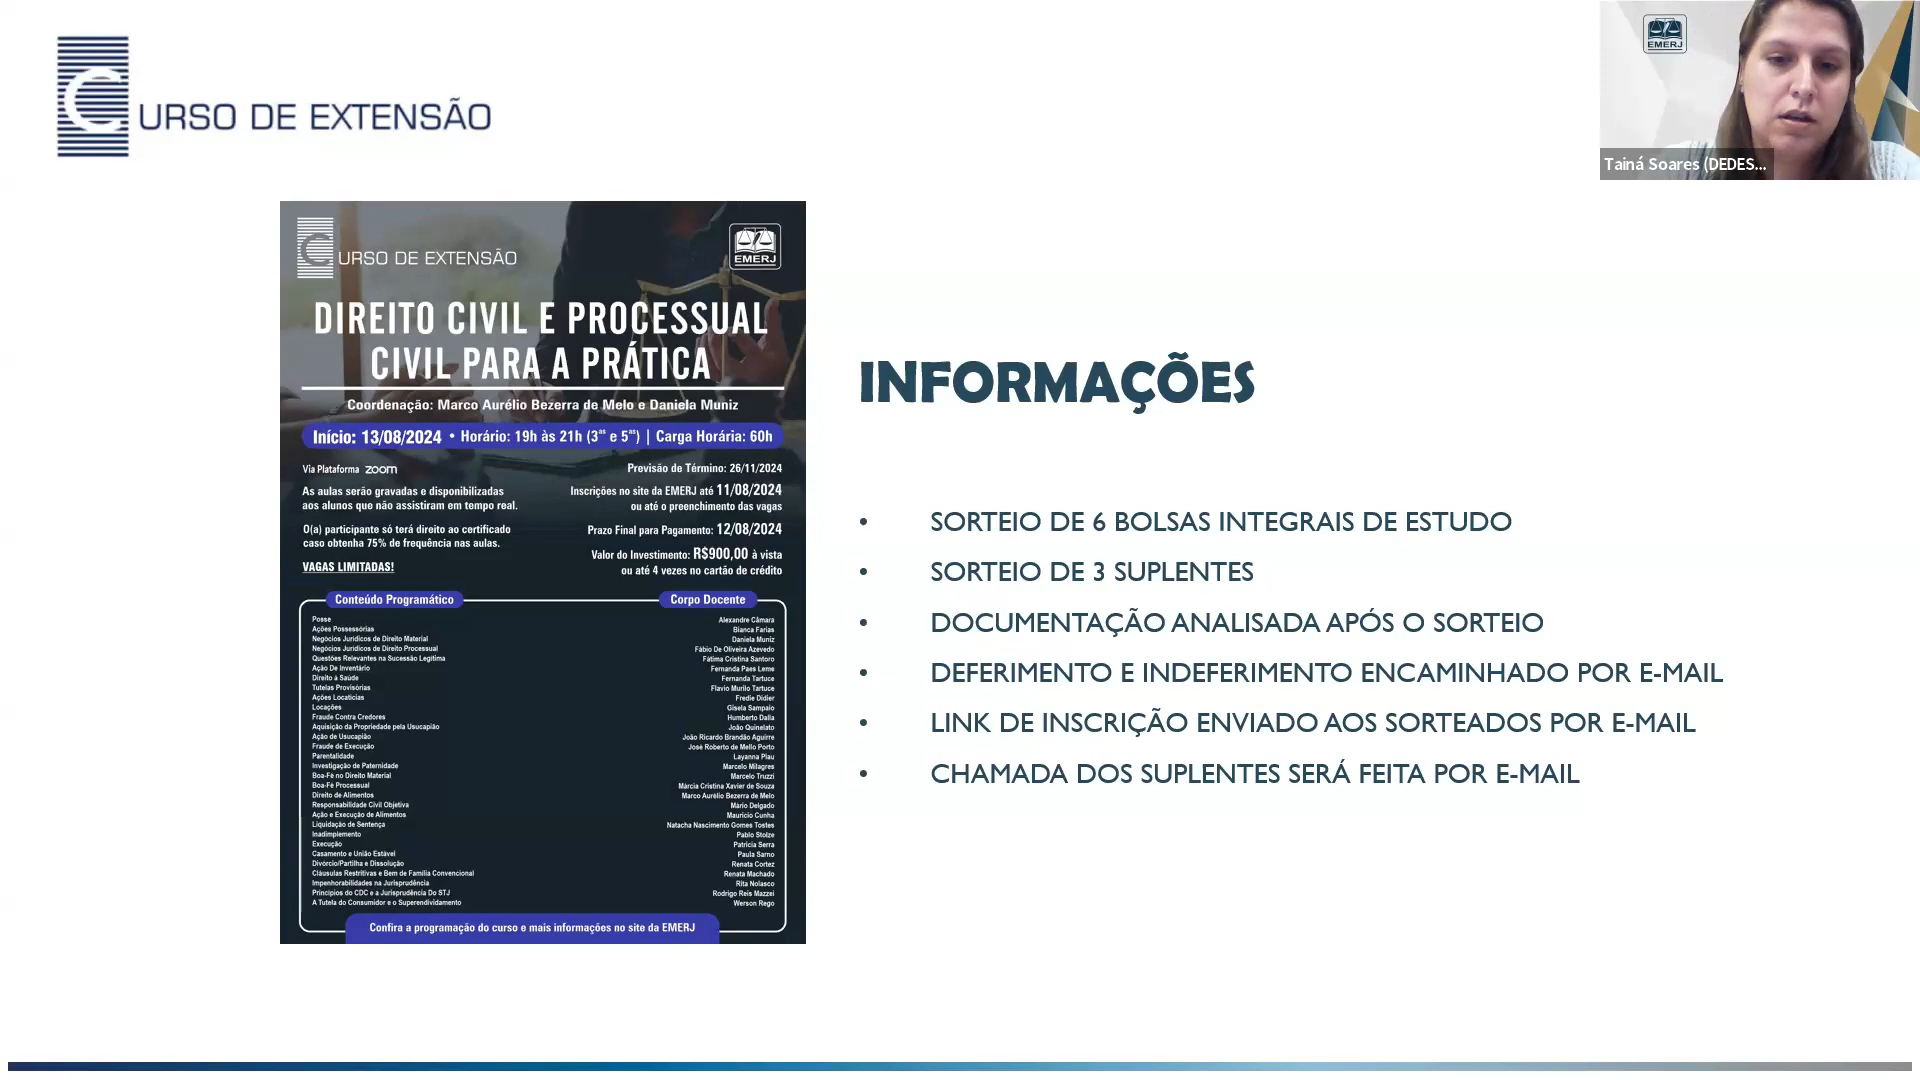 CURSO DE EXTENSÃO
EMERJ
Tainá Soares (DEDES...
CURSO DE EXTENSÃO
EMERJ
DIREITO CIVIL E PROCESSUAL
CIVIL PARA A PRÁTICA
Coordenação: Marco Aurélio Bezerra de Melo e Daniela Muniz
Início: 13/08/2024 • Horário: 19h às 21h (3ªs e 5ªs) | Carga Horária: 60h
Via Plataforma zoom
As aulas serão gravadas e disponibilizadas
aos alunos que não assistiram em tempo real.
O(a) participante só terá direito ao certificado
caso obtenha 75% de frequência nas aulas.
VAGAS LIMITADAS!
Previsão de Término: 26/11/2024
Inscrições no site da EMERJ até 11/08/2024
ou até o preenchimento das vagas
Prazo Final para Pagamento: 12/08/2024
Valor do Investimento: R$900,00 à vista
ou até 4 vezes no cartão de crédito
Conteúdo Programático
Posse
Ações Possessórias
Negócios Jurídicos de Direito Material
Negócios Jurídicos de Direito Processual
Questões Relevantes na Sucessão Legítima
Ação De Inventário
Direito à Saúde
Tutelas Provisórias
Ações Locatícias
Locações
Fraude Contra Credores
Aquisição da Propriedade pela Usucapião
Ação de Usucapião
Fraude de Execução
Parentalidade
Investigação de Paternidade
Boa-Fé no Direito Material
Boa-Fé Processual
Direito de Alimentos
Responsabilidade Civil Objetiva
Ação e Execução de Alimentos
Liquidação de Sentença
Inadimplemento
Execução
Casamento e União Estável
Divórcio/Partilha e Dissolução
Cláusulas Restritivas e Bem de Família Convencional
Impenhorabilidades na Jurisprudência
Princípios do CDC e a Jurisprudência Do STJ
A Tutela do Consumidor e o Superendividamento
Corpo Docente
Alexandre Câmara
Bianca Farias
Daniela Muniz
Fábio De Oliveira Azevedo
Fátima Cristina Santoro
Fernanda Paes Leme
Fernanda Tartuce
Flavio Murilo Tartuce
Fredie Didier
Gisela Sampaio
Humberto Dalla
João Quinelato
João Ricardo Brandão Aguirre
José Roberto de Mello Porto
Layanna Piau
Marcelo Milagres
Marcelo Truzzi
Márcia Cristina Xavier de Souza
Marco Aurélio Bezerra de Melo
Mário Delgado
Maurício Cunha
Natacha Nascimento Gomes Tostes
Pablo Stolze
Patricia Serra
Paula Sarno
Renata Cortez
Renata Machado
Rita Nolasco
Rodrigo Reis Mazzei
Werson Rego
Confira a programação do curso e mais informações no site da EMERJ
INFORMAÇÕES
• SORTEIO DE 6 BOLSAS INTEGRAIS DE ESTUDO
• SORTEIO DE 3 SUPLENTES
• DOCUMENTAÇÃO ANALISADA APÓS O SORTEIO
• DEFERIMENTO E INDEFERIMENTO ENCAMINHADO POR E-MAIL
• LINK DE INSCRIÇÃO ENVIADO AOS SORTEADOS POR E-MAIL
• CHAMADA DOS SUPLENTES SERÁ FEITA POR E-MAIL